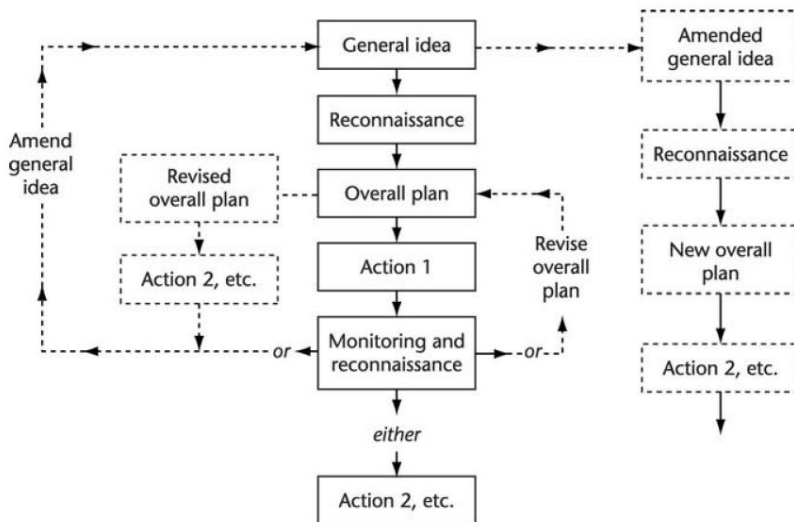 General idea
Amended
general idea
Reconnaissance
Amend
general
idea
Revised
overall plan
Overall plan
Reconnaissance
Revise
overall
plan
Action 2, etc.
Action 1
New overall
plan
or
Monitoring and
reconnaissance
or
Action 2, etc.
either
Action 2, etc.